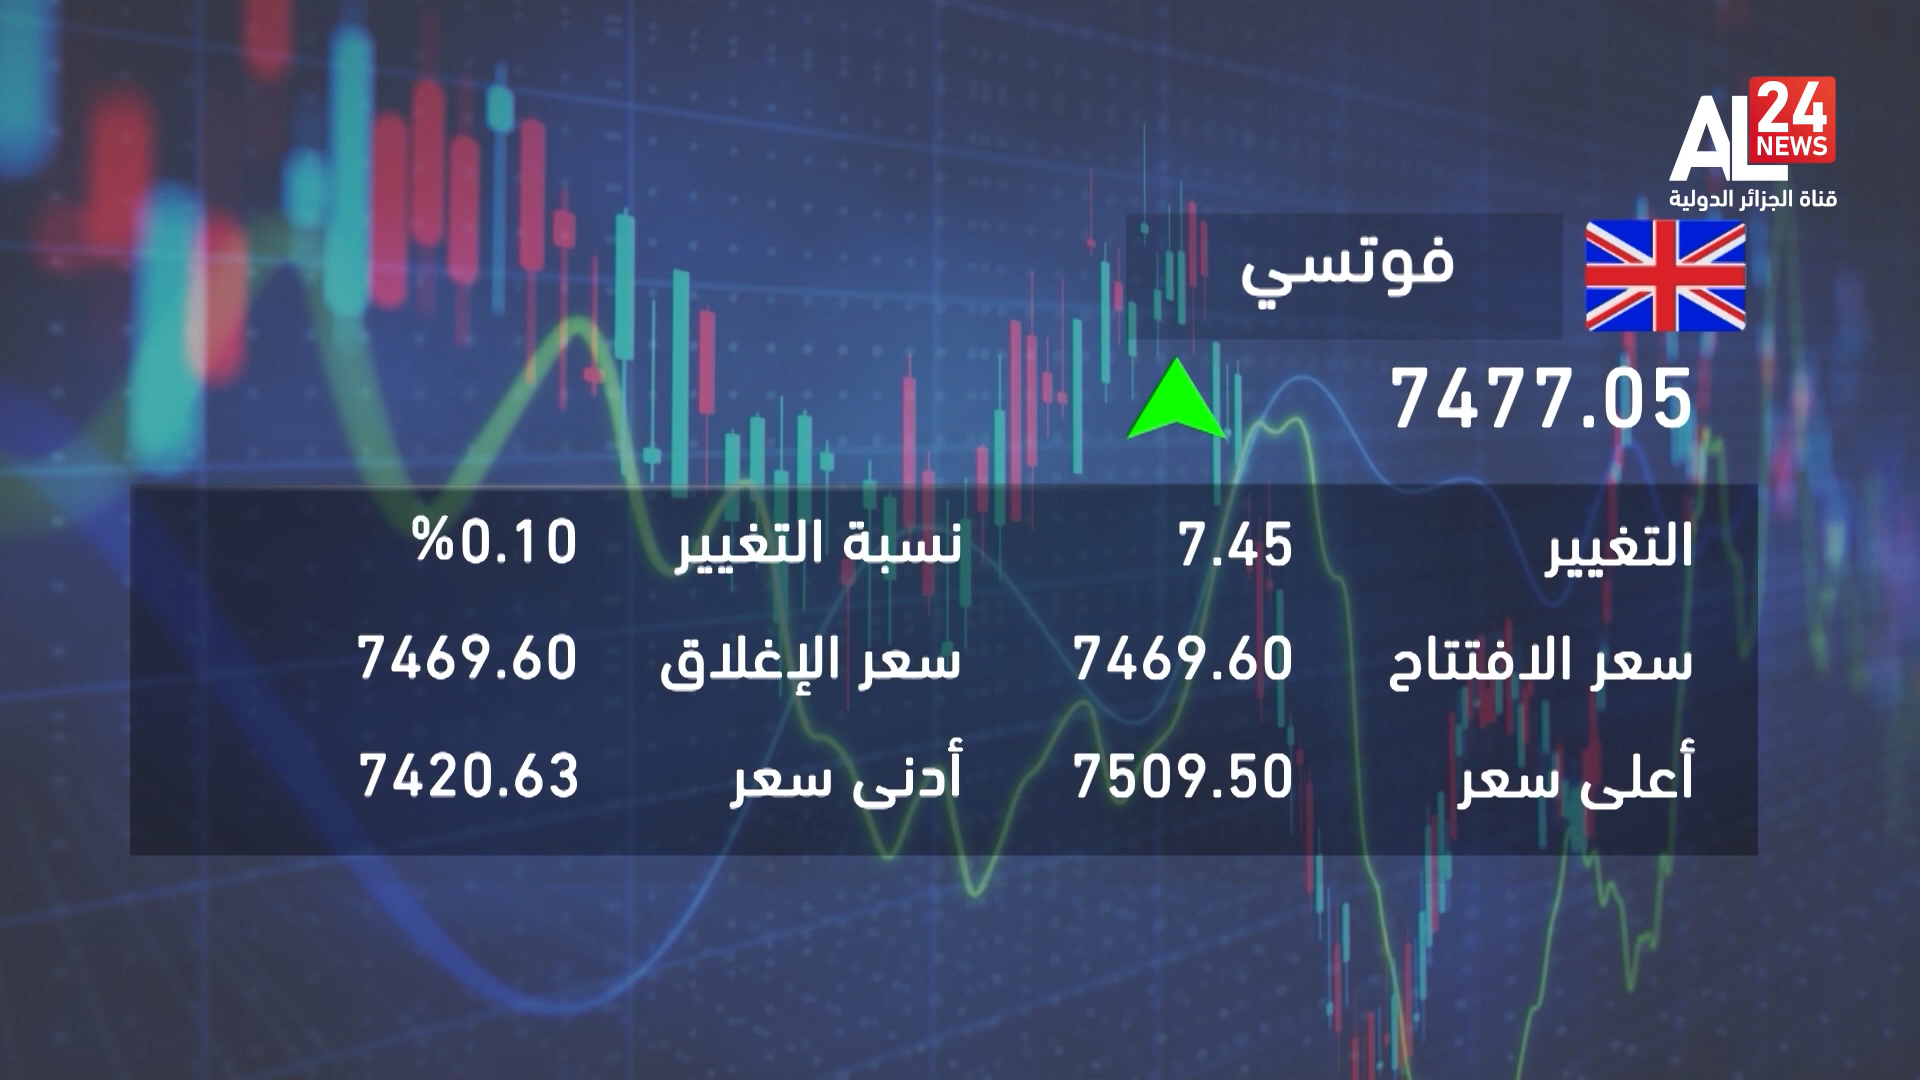 AL 24 NEWS
قناة الجزائر الدولية
فوتسي
7477.05
التغيير 7.45 نسبة التغيير %0.10
سعر الافتتاح 7469.60 سعر الإغلاق 7469.60
أعلى سعر 7509.50 أدنى سعر 7420.63